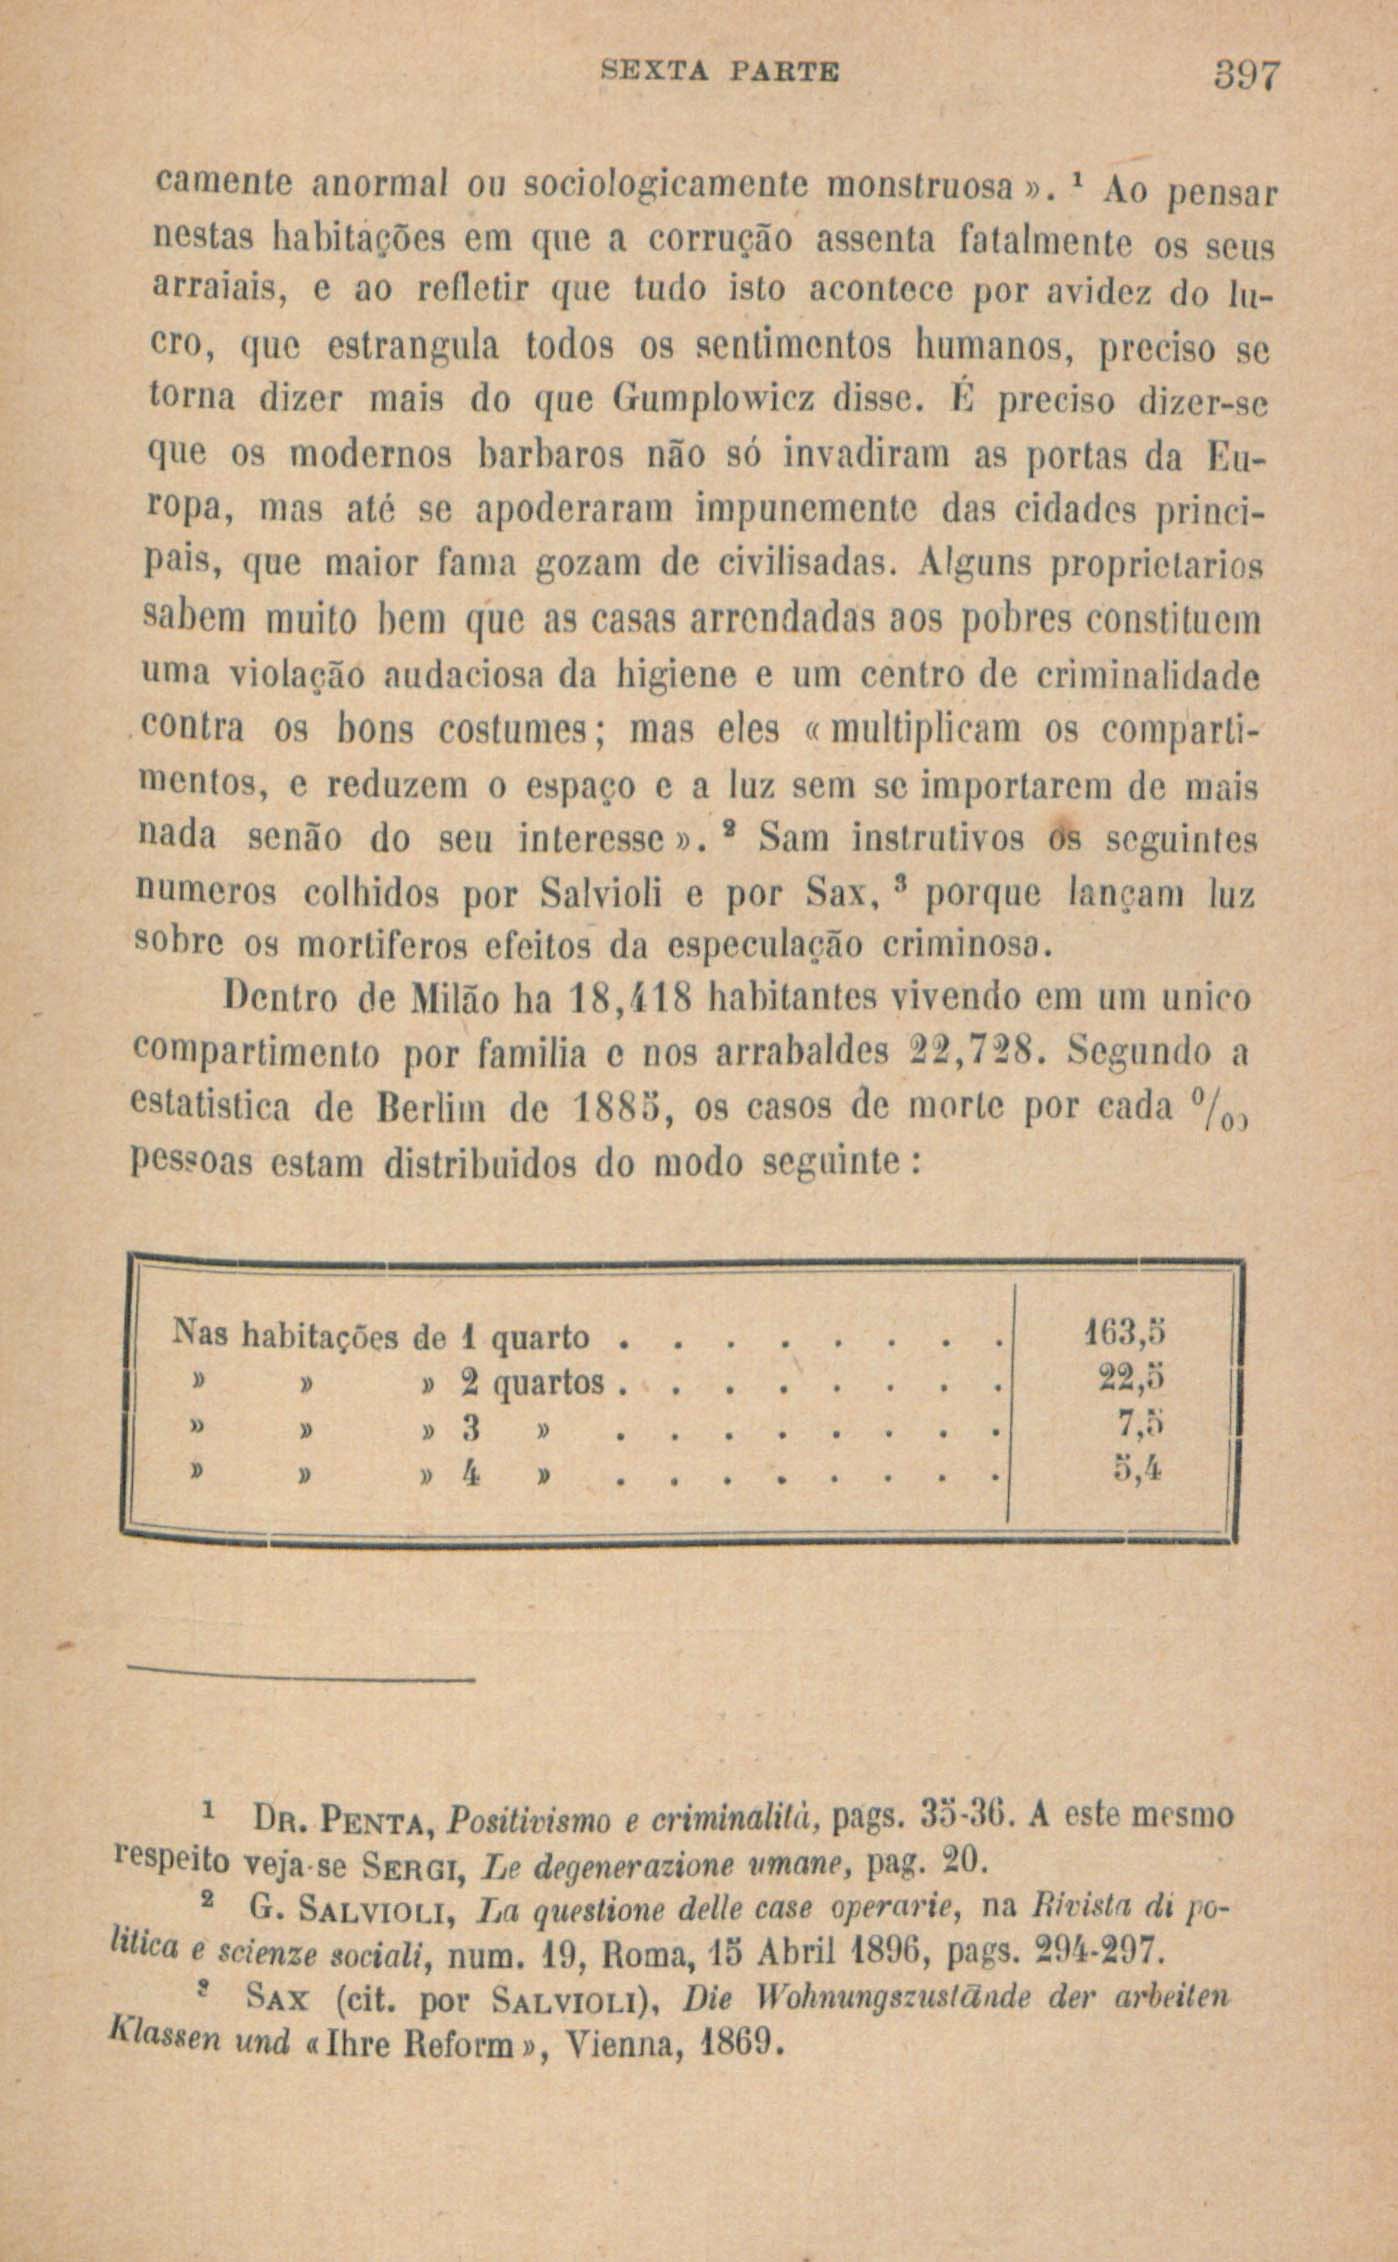 SEXTA PARTE 397
camente anormal ou sociologicamente monstruosa ». ¹ Ao pensar
nestas habitações em que a corrução assenta fatalmente os seus
arraiais, e ao refletir que tudo isto acontece por avidez do lu-
cro, que estrangula todos os sentimentos humanos, preciso se
torna dizer mais do que Gumplowicz disse. É preciso dizer-se
que os modernos barbaros não só invadiram as portas da Eu-
ropa, mas até se apoderaram impunemente das cidades princi-
pais, que maior fama gozam de civilisadas. Alguns proprietarios
sabem muito bem que as casas arrendadas aos pobres constituem
uma violação audaciosa da higiene e um centro de criminalidade
contra os bons costumes; mas eles « multiplicam os comparti-
mentos, e reduzem o espaço e a luz sem se importarem de mais
nada senão do seu interesse ». ² Sam instrutivos os seguintes
numeros colhidos por Salvioli e por Sax, ³ porque lançam luz
sobre os mortiferos efeitos da especulação criminosa.
Dentro de Milão ha 18,418 habitantes vivendo em um unico
compartimento por familia e nos arrabaldes 22,728. Segundo a
estatistica de Berlim de 1885, os casos de morte por cada ⁰/₀₀
pessoas estam distribuidos do modo seguinte :
Nas habitações de 1 quarto . . . . . . . . 163,5
» » » 2 quartos . . . . . . . . 22,5
» » » 3 » . . . . . . . . 7,5
» » » 4 » . . . . . . . . 5,4
¹ DR. PENTA, Positivismo e criminalità, pags. 35-36. A este mesmo
respeito veja-se SERGI, Le degenerazione umane, pag. 20.
² G. SALVIOLI, La questione delle case operarie, na Rivista di po-
litica e scienze sociali, num. 19, Roma, 15 Abril 1896, pags. 294-297.
³ SAX (cit. por SALVIOLI), Die Wohnungszustände der arbeiten
Klassen und «Ihre Reform», Vienna, 1869.